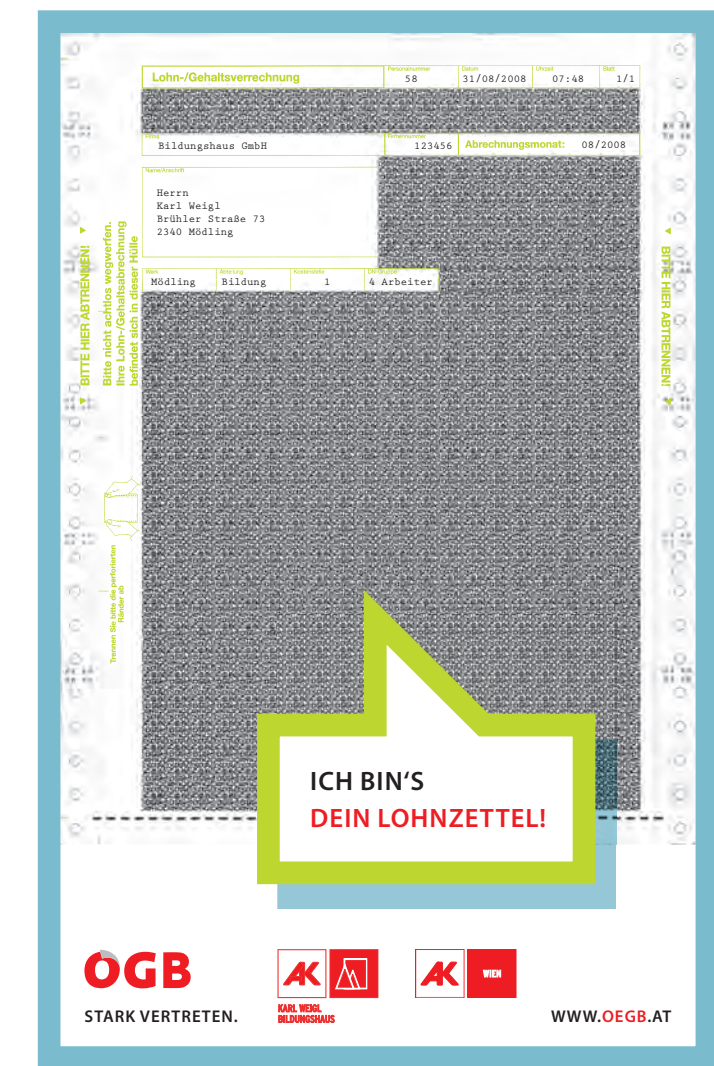 Lohn-/Gehaltsverrechnung
Personalnummer
58
Datum
31/08/2008
Uhrzeit
07:48
Blatt
1/1
Firma
Bildungshaus GmbH
Firmennummer
123456
Abrechnungsmonat: 08/2008
Name/Anschrift
Herrn
Karl Weigl
Brühler Straße 73
2340 Mödling
Werk
Mödling
Abteilung
Bildung
Kostenstelle
1
DN-Gruppe
4 Arbeiter
BITTE HIER ABTRENNEN!
Bitte nicht achtlos wegwerfen.
Ihre Lohn-/Gehaltsabrechnung
befindet sich in dieser Hülle
BITTE HIER ABTRENNEN!
Trennen Sie bitte die perforierten
Ränder ab
ICH BIN‘S
DEIN LOHNZETTEL!
ÖGB
STARK VERTRETEN.
AK
KARL WEIGL
BILDUNGSHAUS
AK WIEN
WWW.OEGB.AT